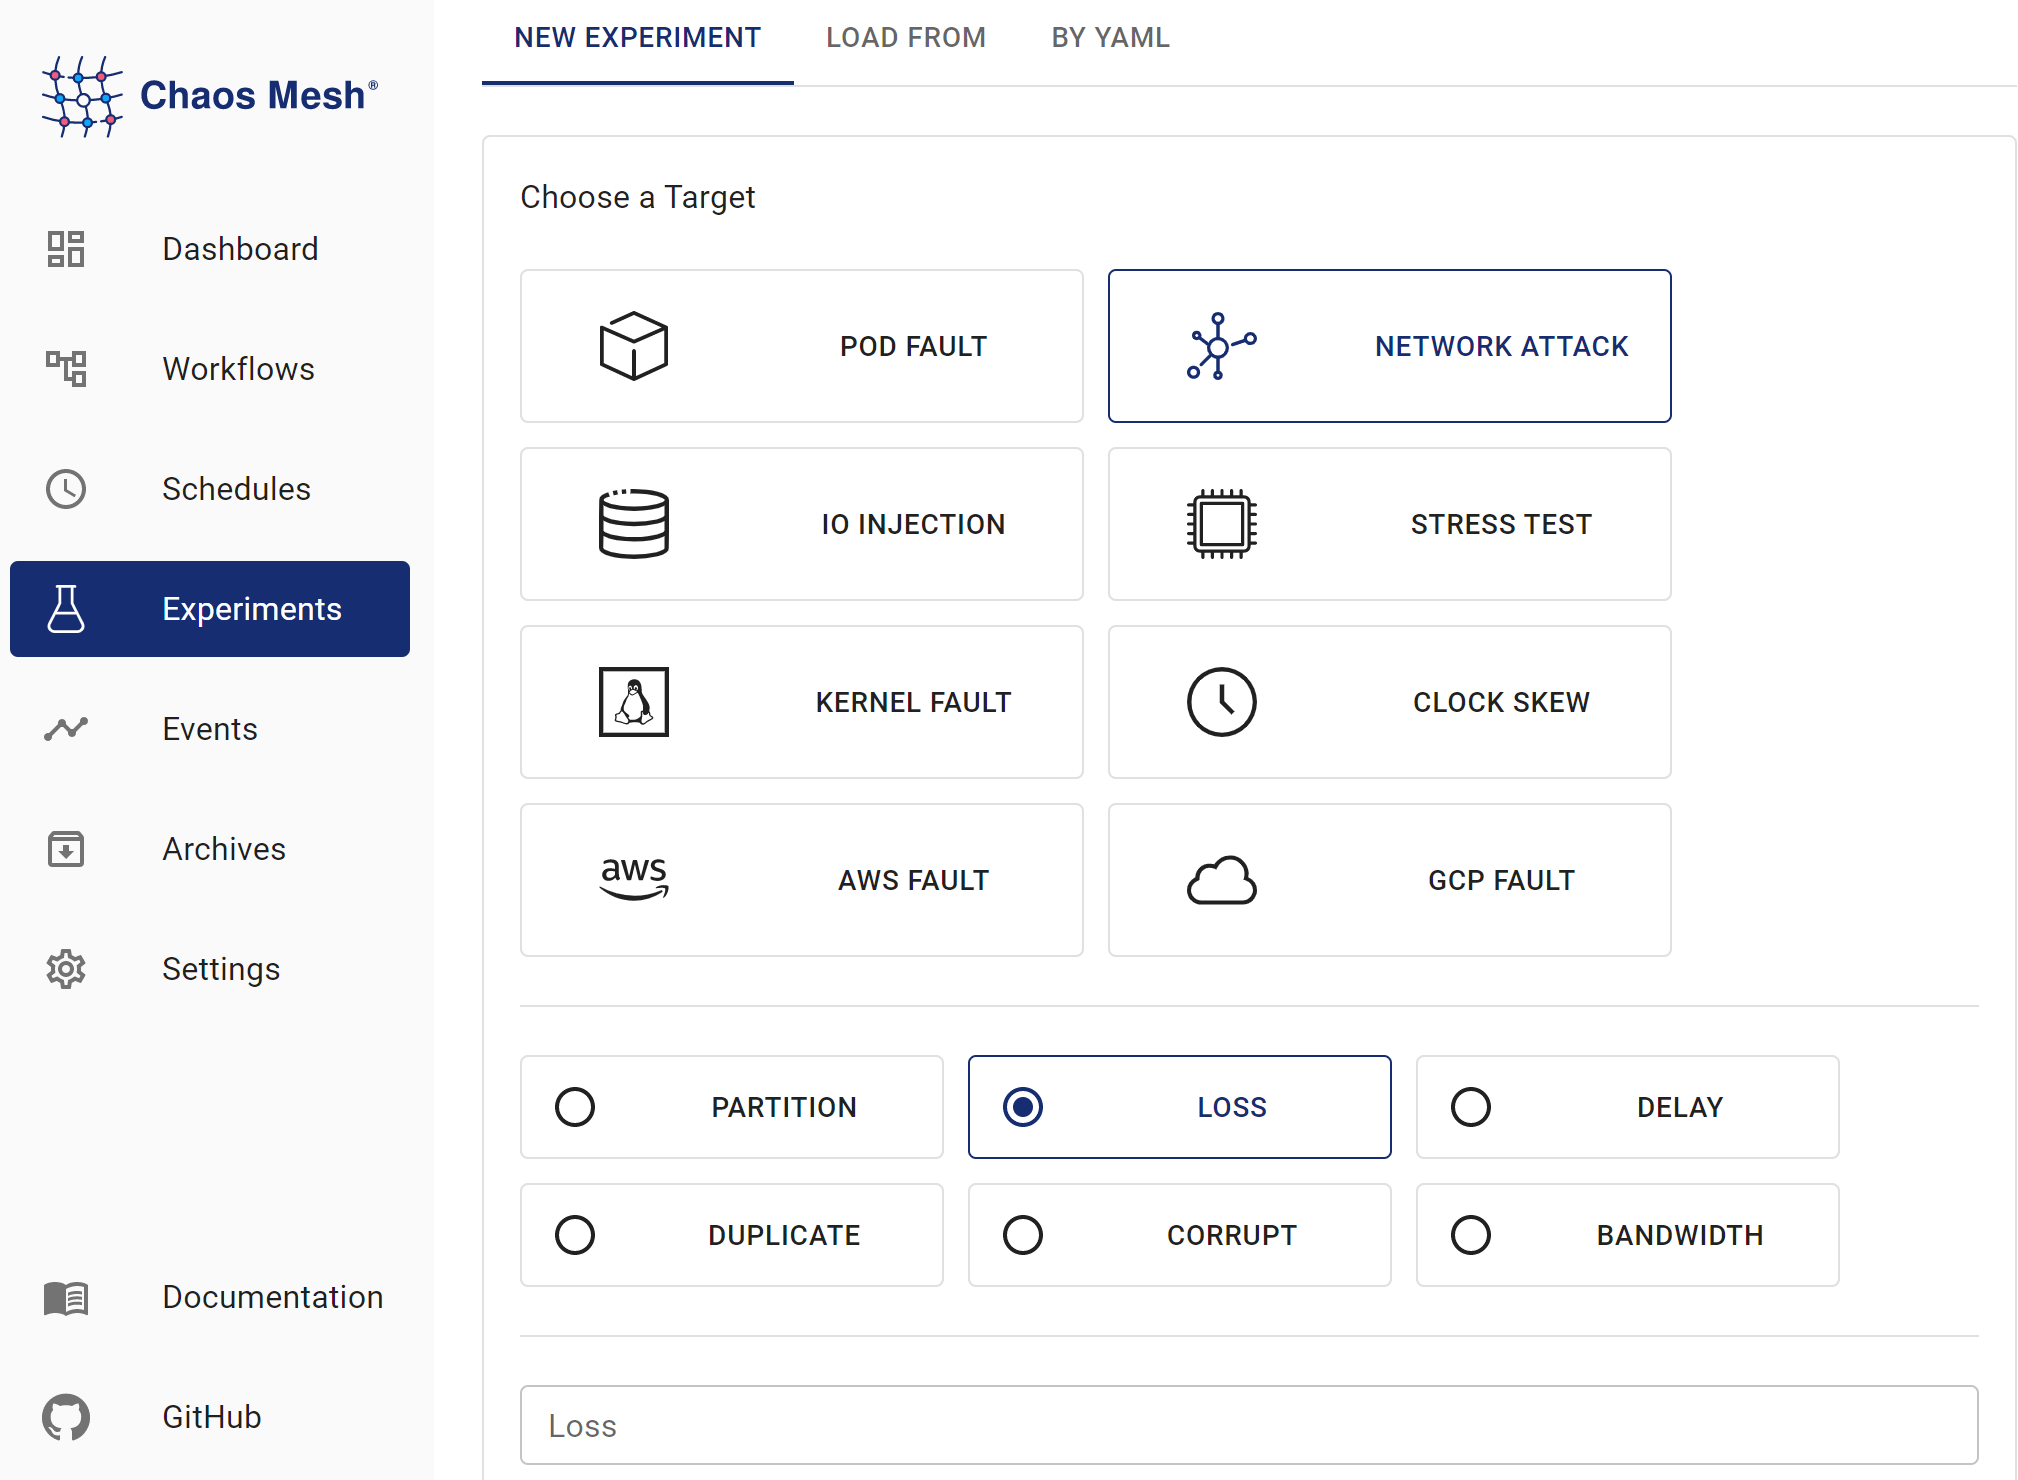 Chaos Mesh®
Dashboard
Workflows
Schedules
Experiments
Events
Archives
Settings
Documentation
GitHub
NEW EXPERIMENT
LOAD FROM
BY YAML
Choose a Target
POD FAULT
NETWORK ATTACK
IO INJECTION
STRESS TEST
KERNEL FAULT
CLOCK SKEW
aws
AWS FAULT
GCP FAULT
PARTITION
LOSS
DELAY
DUPLICATE
CORRUPT
BANDWIDTH
Loss